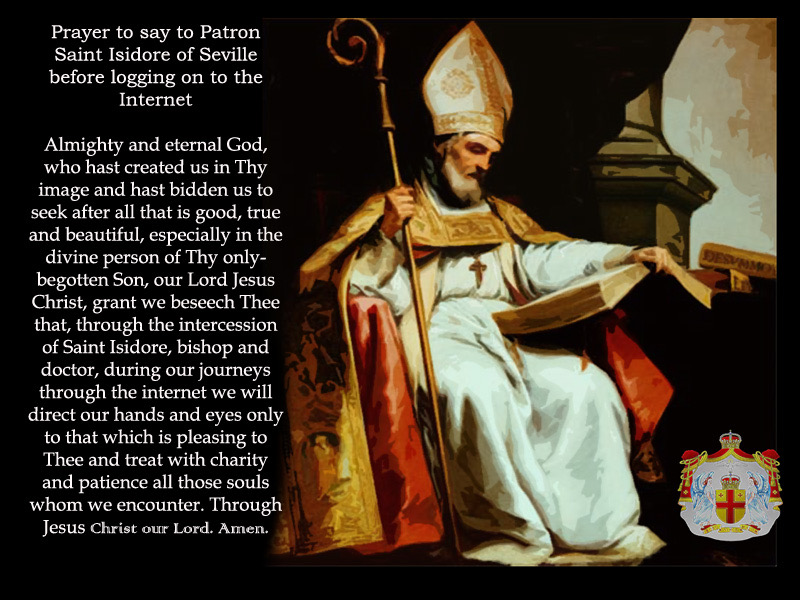 Prayer to say to Patron
Saint Isidore of Seville
before logging on to the
Internet
Almighty and eternal God,
who hast created us in Thy
image and hast bidden us to
seek after all that is good, true
and beautiful, especially in the
divine person of Thy only-
begotten Son, our Lord Jesus
Christ, grant we beseech Thee
that, through the intercession
of Saint Isidore, bishop and
doctor, during our journeys
through the internet we will
direct our hands and eyes only
to that which is pleasing to
Thee and treat with charity
and patience all those souls
whom we encounter. Through
Jesus Christ our Lord. Amen.